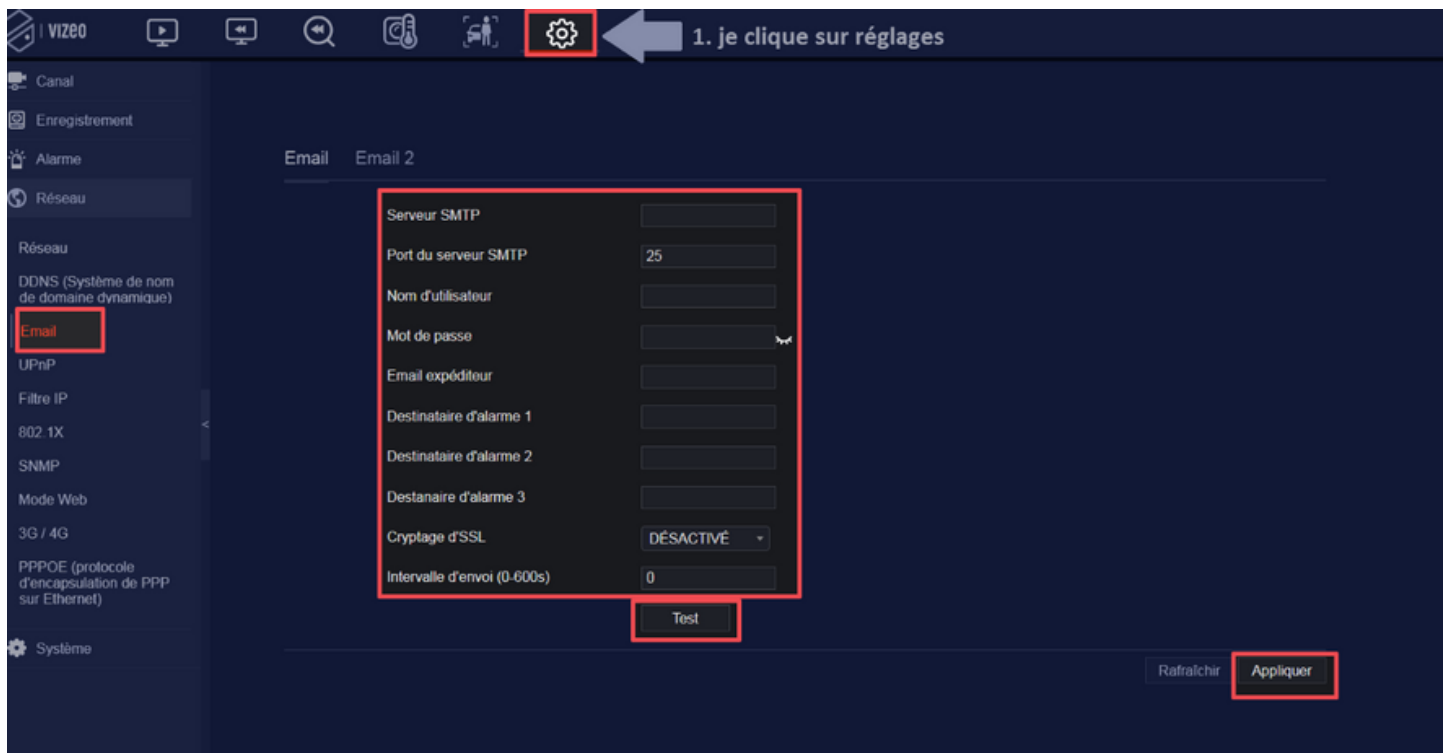 VIZEO
1. je clique sur réglages
Canal
Enregistrement
Alarme
Réseau
Réseau
DDNS (Système de nom
de domaine dynamique)
Email
UPnP
Filtre IP
802.1X
SNMP
Mode Web
3G / 4G
PPPOE (protocole
d'encapsulation de PPP
sur Ethernet)
Système
Email Email 2
Serveur SMTP
Port du serveur SMTP 25
Nom d'utilisateur
Mot de passe
Email expéditeur
Destinataire d'alarme 1
Destinataire d'alarme 2
Destanaire d'alarme 3
Cryptage d'SSL DÉSACTIVÉ
Intervalle d'envoi (0-600s) 0
Test
Rafraîchir Appliquer